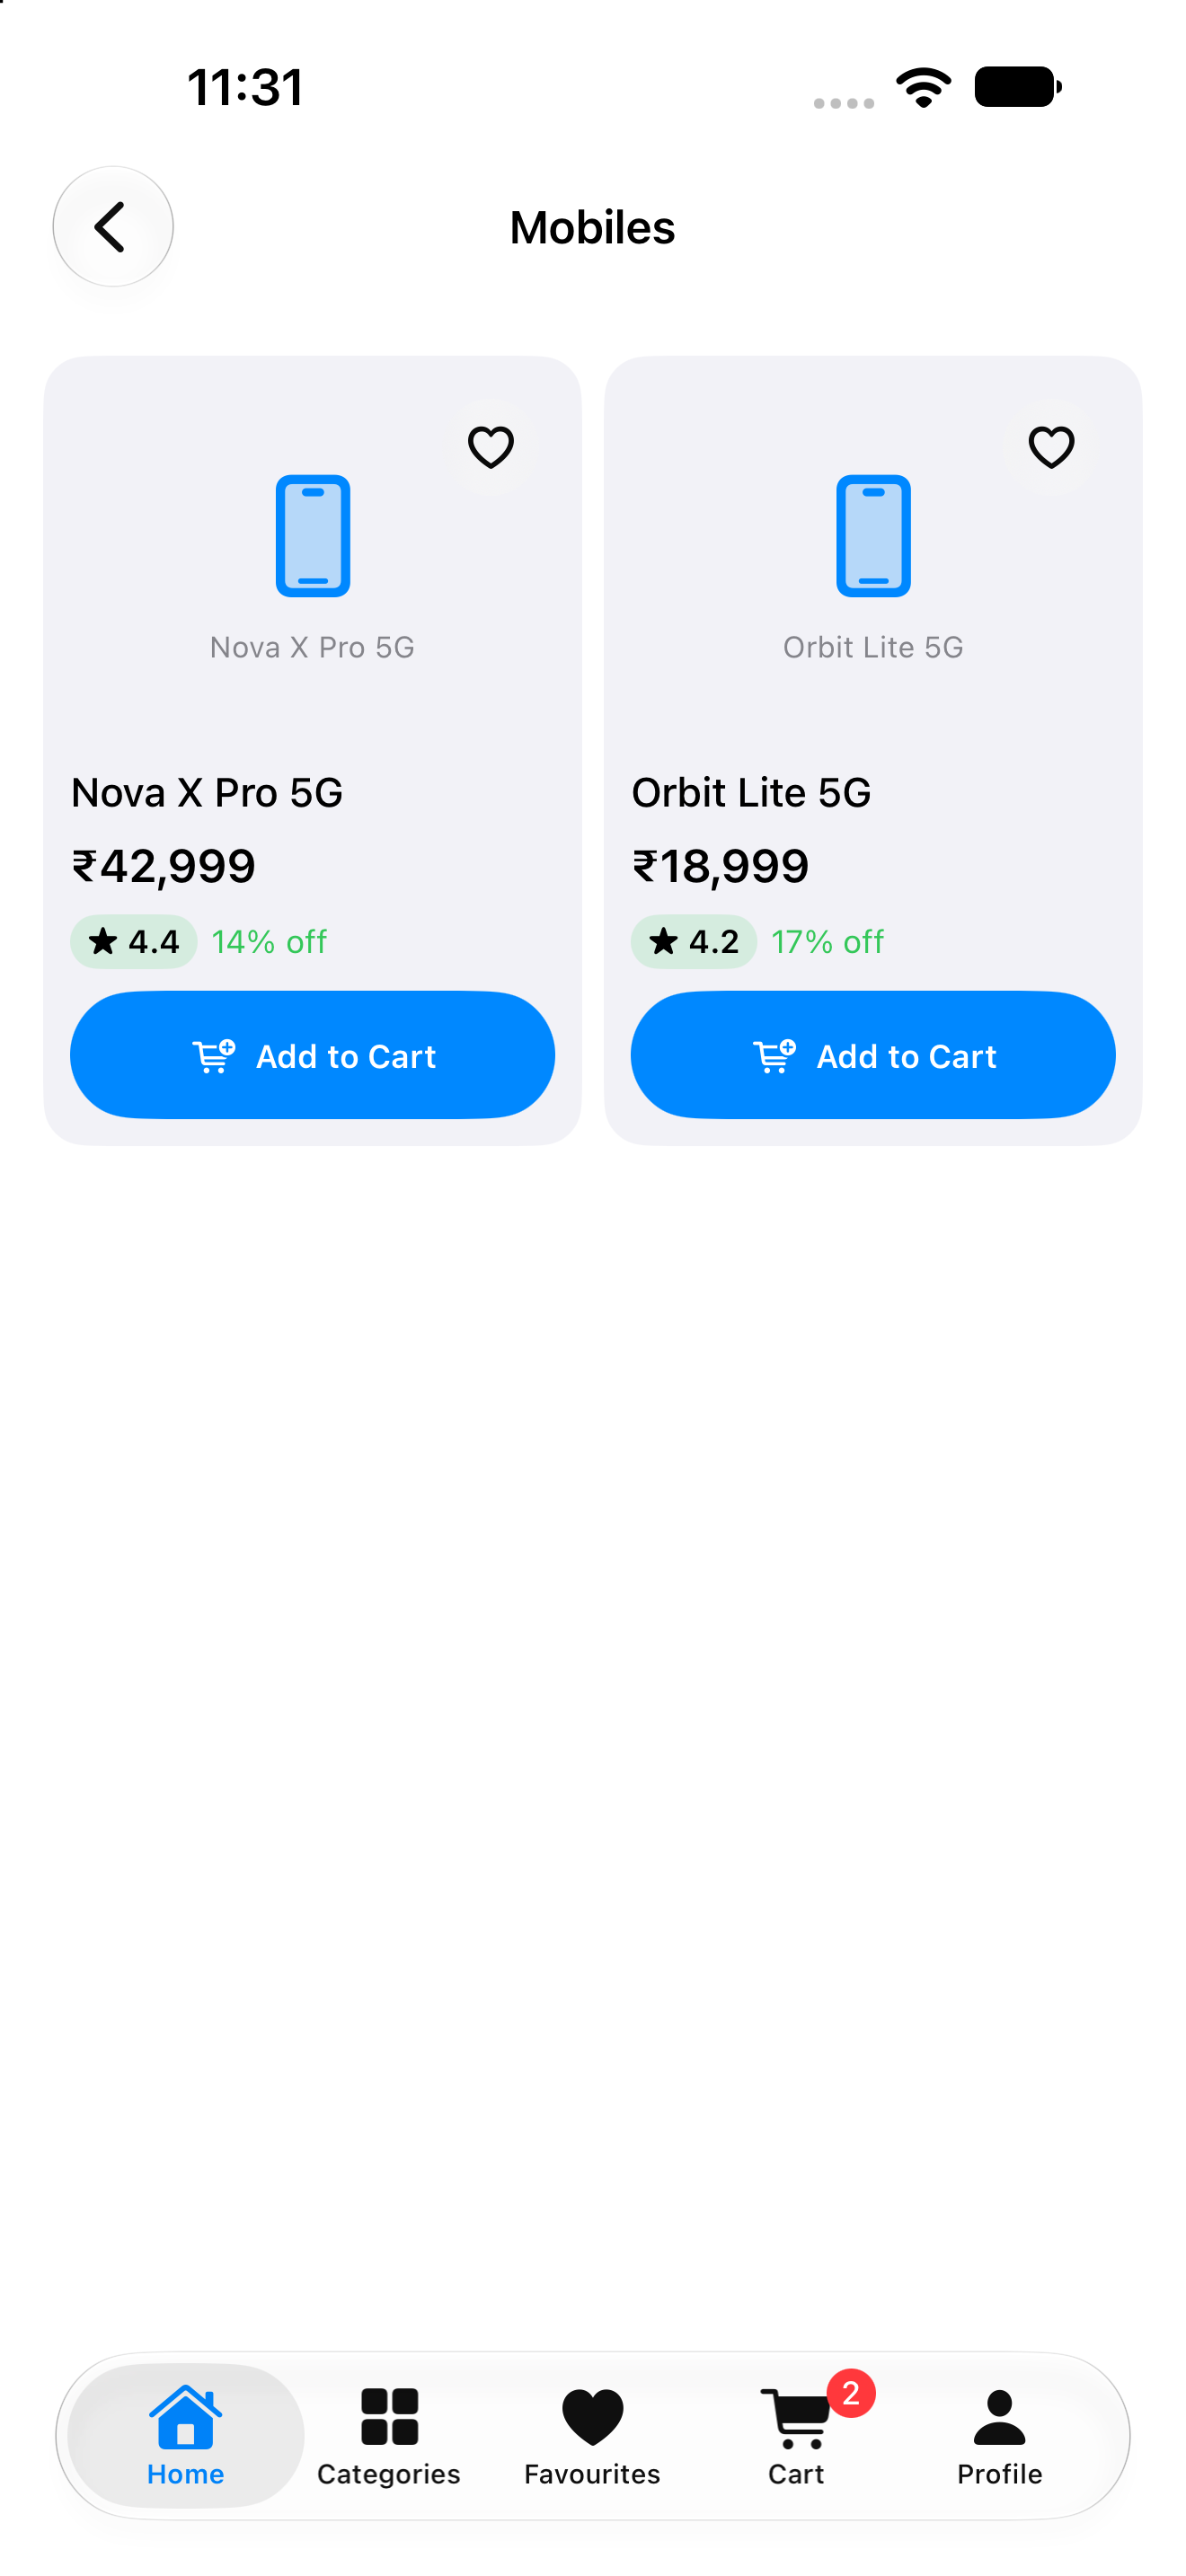 11:31
Mobiles
Nova X Pro 5G
Orbit Lite 5G
Nova X Pro 5G
₹42,999
★ 4.4 14% off
Add to Cart
Orbit Lite 5G
₹18,999
★ 4.2 17% off
Add to Cart
Home
Categories
Favourites
2
Cart
Profile